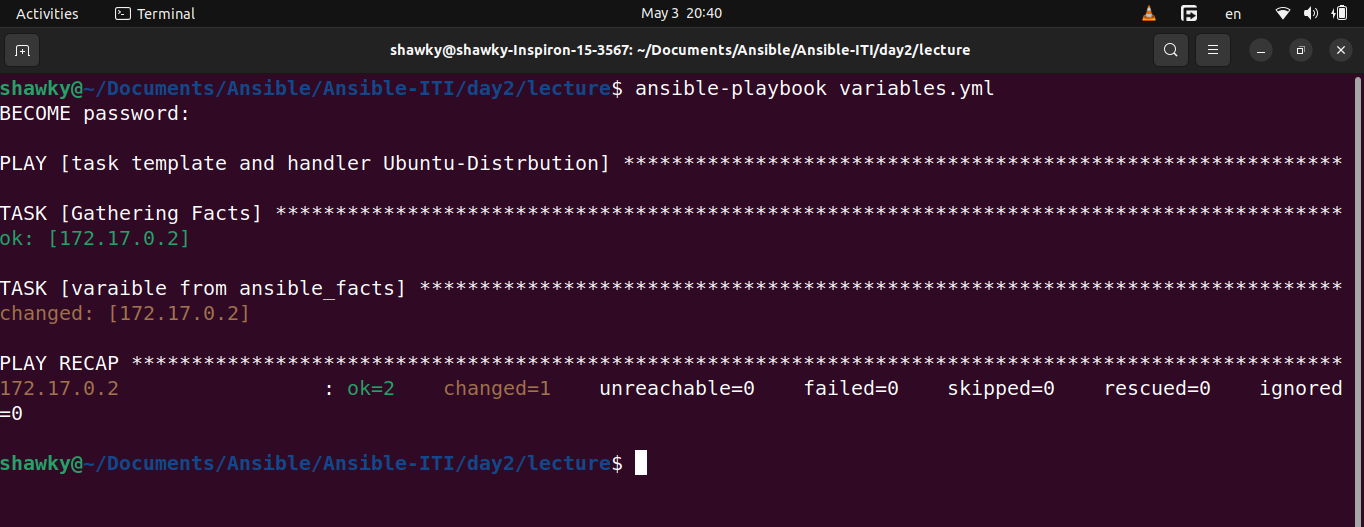 Activities Terminal May 3 20:40 en
shawky@shawky-Inspiron-15-3567: ~/Documents/Ansible/Ansible-ITI/day2/lecture
shawky@~/Documents/Ansible/Ansible-ITI/day2/lecture$ ansible-playbook variables.yml
BECOME password:
PLAY [task template and handler Ubuntu-Distrbution] ************************************************************
TASK [Gathering Facts] *****************************************************************************************
ok: [172.17.0.2]
TASK [varaible from ansible_facts] *****************************************************************************
changed: [172.17.0.2]
PLAY RECAP *****************************************************************************************************
172.17.0.2 : ok=2 changed=1 unreachable=0 failed=0 skipped=0 rescued=0 ignored
=0
shawky@~/Documents/Ansible/Ansible-ITI/day2/lecture$